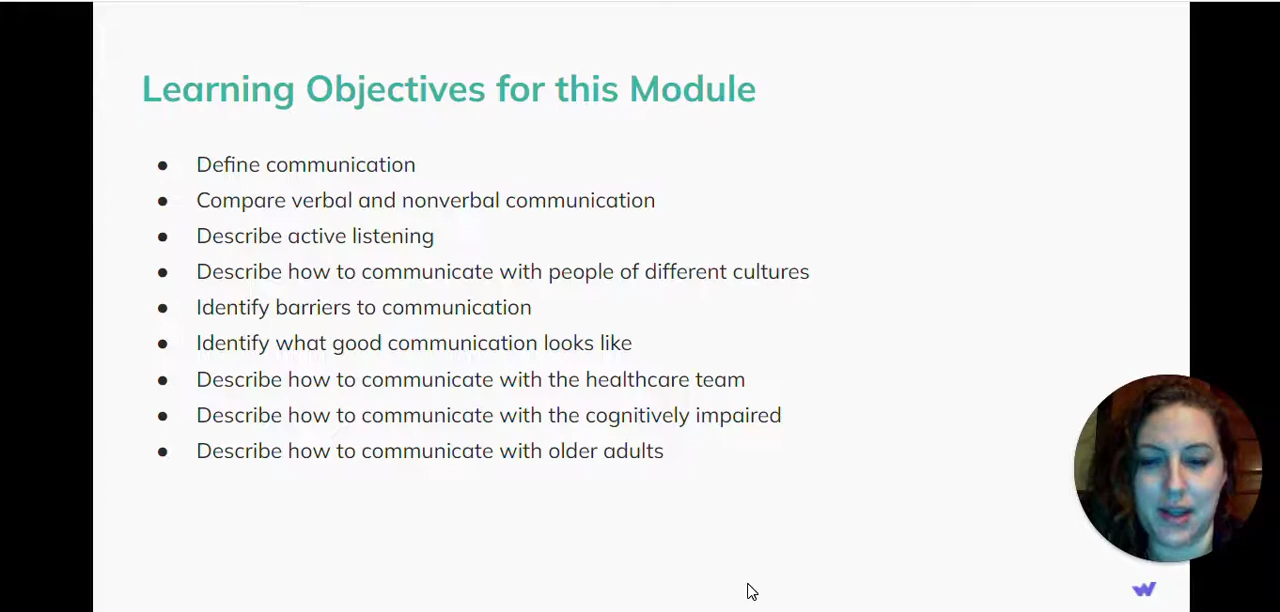 Learning Objectives for this Module
● Define communication
● Compare verbal and nonverbal communication
● Describe active listening
● Describe how to communicate with people of different cultures
● Identify barriers to communication
● Identify what good communication looks like
● Describe how to communicate with the healthcare team
● Describe how to communicate with the cognitively impaired
● Describe how to communicate with older adults